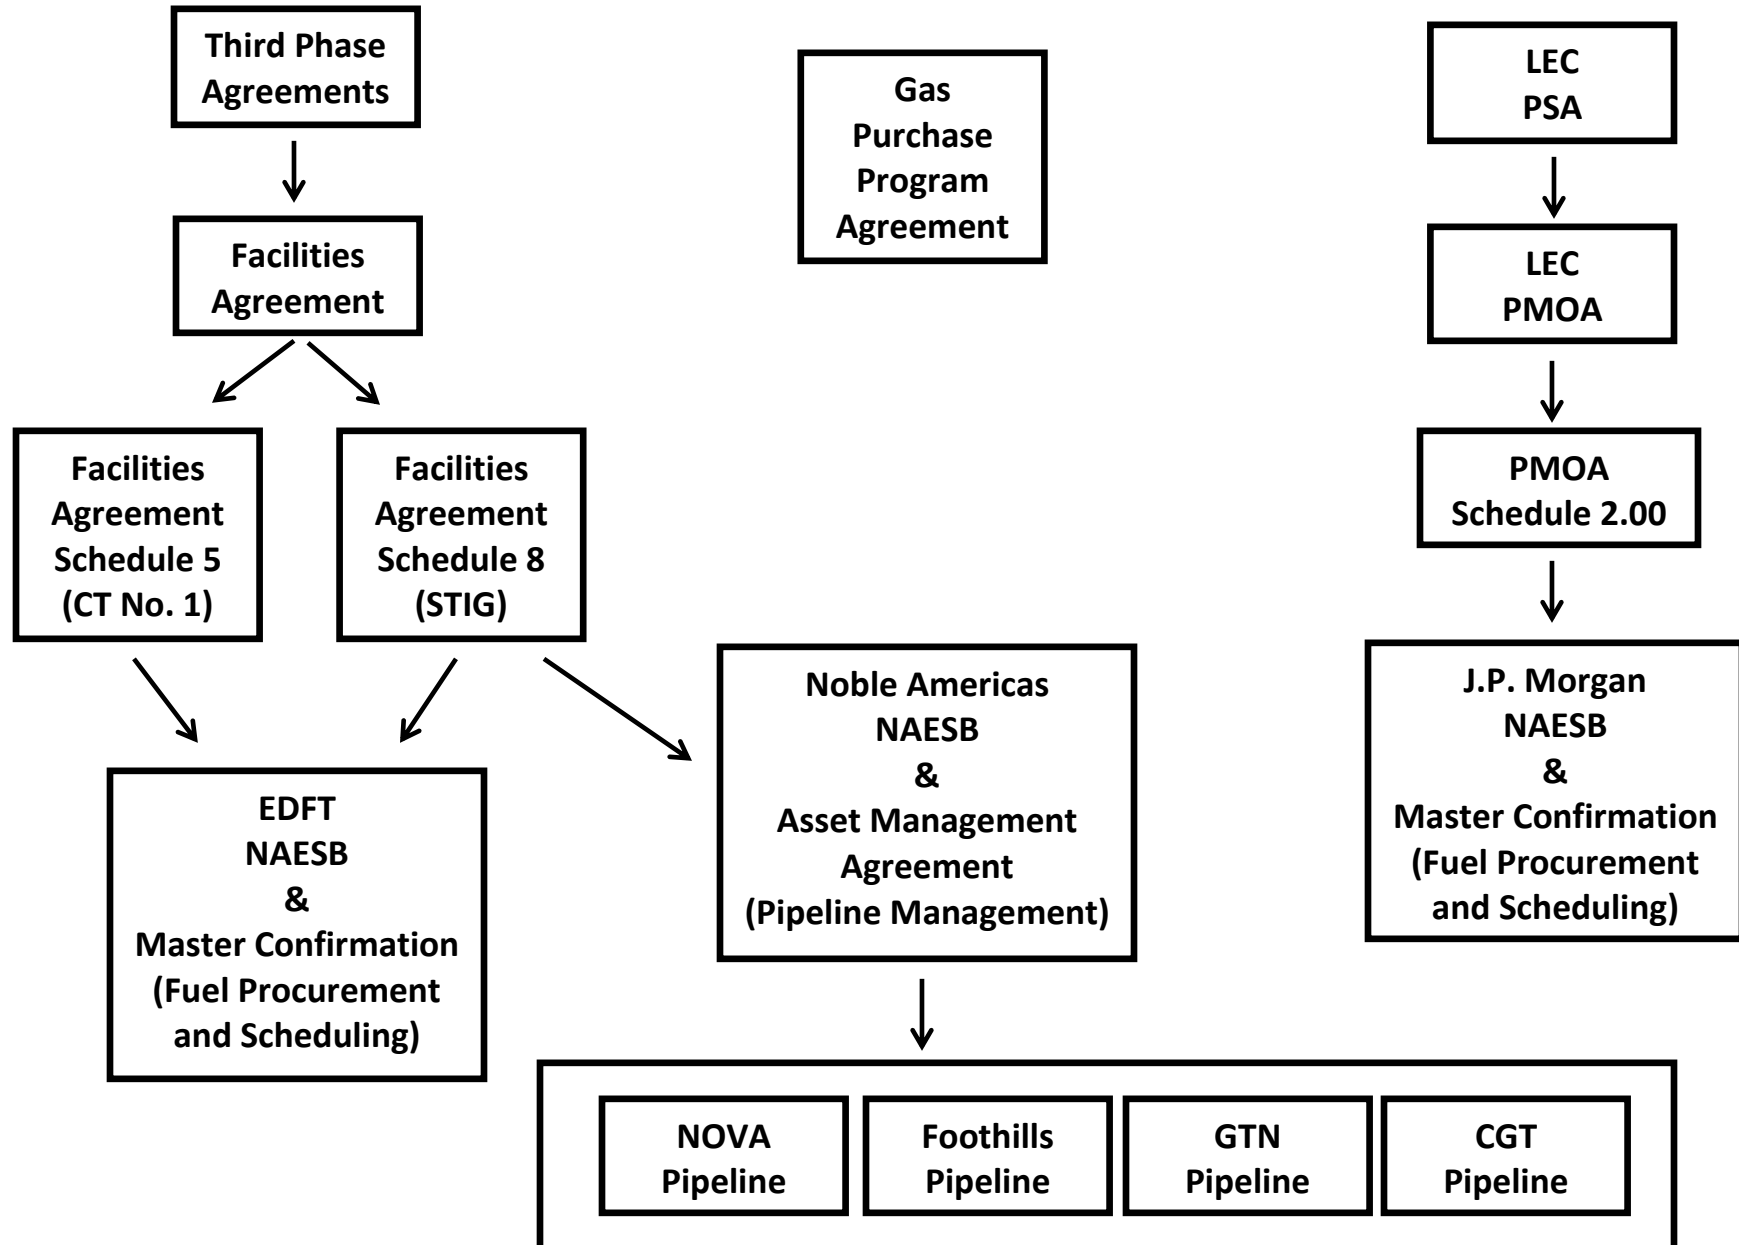 Third Phase
Agreements
Gas
Purchase
Program
Agreement
LEC
PSA
Facilities
Agreement
LEC
PMOA
Facilities
Agreement
Schedule 5
(CT No. 1)
Facilities
Agreement
Schedule 8
(STIG)
PMOA
Schedule 2.00
Noble Americas
NAESB
&
Asset Management
Agreement
(Pipeline Management)
J.P. Morgan
NAESB
&
Master Confirmation
(Fuel Procurement
and Scheduling)
EDFT
NAESB
&
Master Confirmation
(Fuel Procurement
and Scheduling)
NOVA
Pipeline
Foothills
Pipeline
GTN
Pipeline
CGT
Pipeline